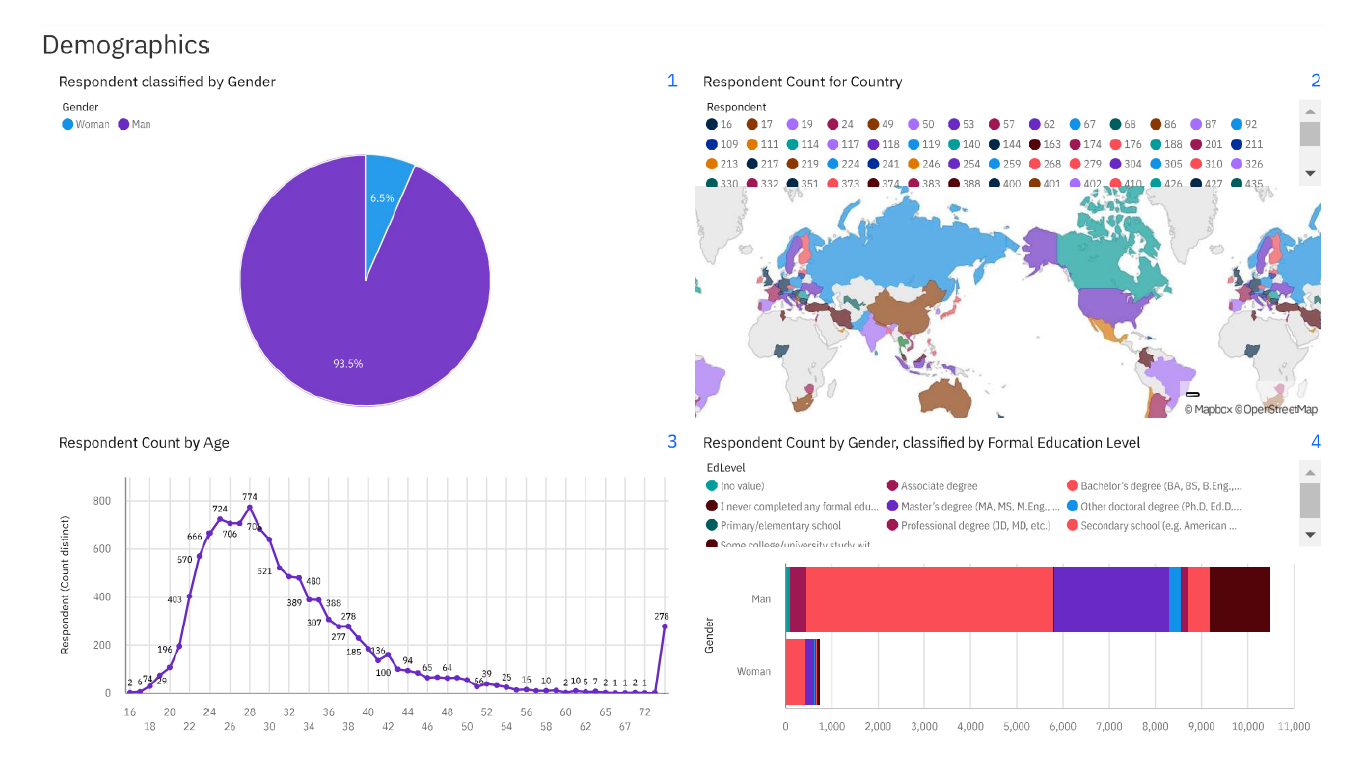 Demographics
Respondent classified by Gender
1
Gender
Woman Man
6.5%
93.5%
Respondent Count for Country
2
Respondent
16 17 19 24 49 50 53 57 62 67 68 86 87 92
109 111 114 117 118 119 140 144 163 174 176 188 201 211
213 217 219 224 241 246 254 259 268 279 304 305 310 326
330 332 351 373 374 383 388 400 401 402 410 426 427 435
© Mapbox © OpenStreetMap
Respondent Count by Age
3
Respondent (Count distinct)
800
600
400
200
0
774
724
666
706
570
403
196
521
480
389
388
307
278
277
185
136
100
94
65
64
39
25
15
10
2 10 5 7 2 1 1 2 1
278
2 6 74 29
16 20 24 28 32 36 40 44 48 52 56 60 65 72
18 22 26 30 34 38 42 46 50 54 58 62 67
Respondent Count by Gender, classified by Formal Education Level
4
EdLevel
(no value) Associate degree Bachelor's degree (BA, BS, B.Eng.,...
I never completed any formal edu... Master's degree (MA, MS, M.Eng., ... Other doctoral degree (Ph.D, Ed.D....
Primary/elementary school Professional degree (JD, MD, etc.) Secondary school (e.g. American ...
Some college/university study wit...
Gender
Man
Woman
0 1,000 2,000 3,000 4,000 5,000 6,000 7,000 8,000 9,000 10,000 11,000